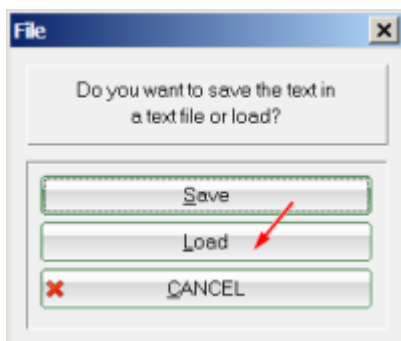 File
Do you want to save the text in
a text file or load?
Save
Load
CANCEL